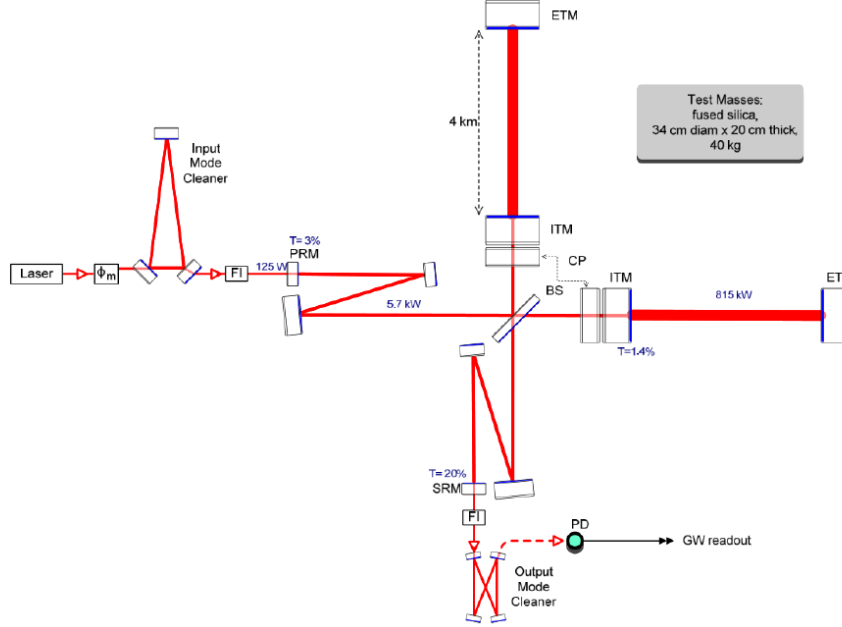 ETM
4 km
Test Masses:
fused silica,
34 cm diam x 20 cm thick,
40 kg
Input
Mode
Cleaner
T= 3%
PRM
ITM
CP
Laser
ϕm
FI
125 W
5.7 kW
BS
ITM
815 kW
ET
T=1.4%
T= 20%
SRM
FI
PD
GW readout
Output
Mode
Cleaner